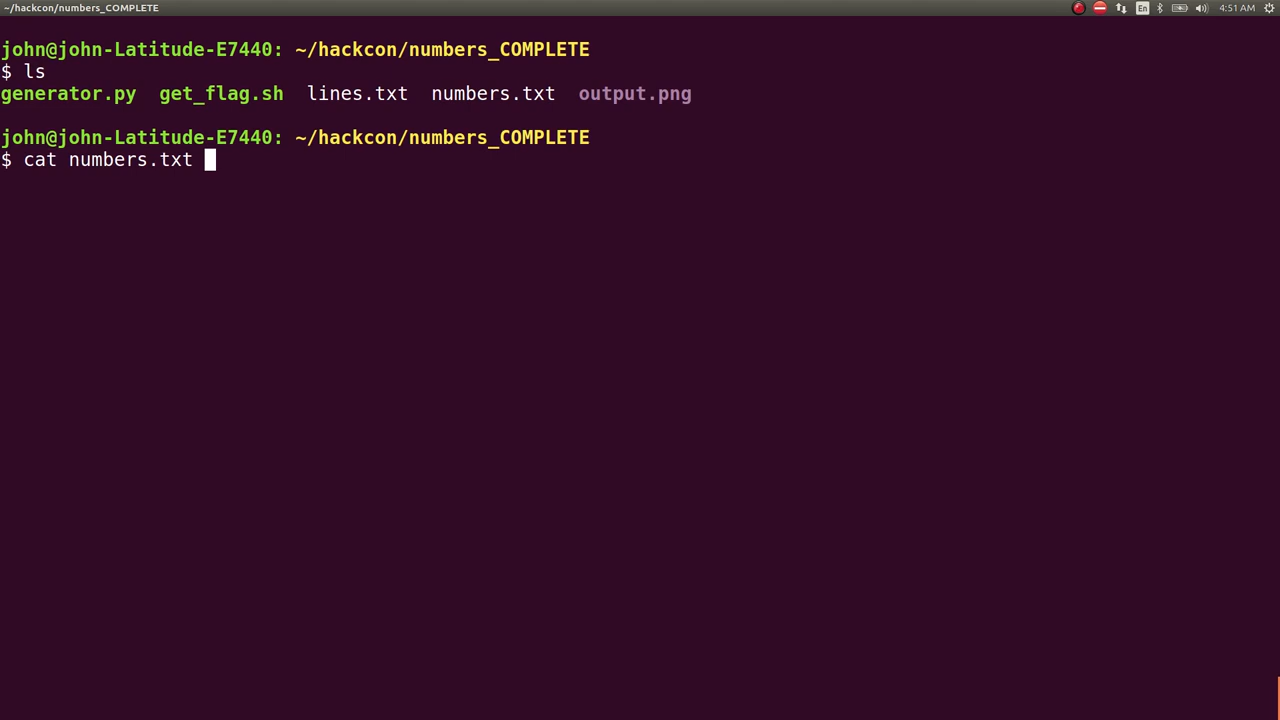 ~/hackcon/numbers_COMPLETE
En
4:51 AM
john@john-Latitude-E7440: ~/hackcon/numbers_COMPLETE
$ ls
generator.py  get_flag.sh  lines.txt  numbers.txt  output.png
john@john-Latitude-E7440: ~/hackcon/numbers_COMPLETE
$ cat numbers.txt